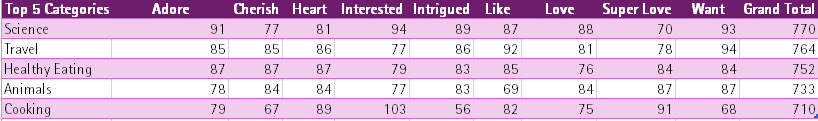 Top 5 Categories Adore Cherish Heart Interested Intrigued Like Love Super Love Want Grand Total
Science 91 77 81 94 89 87 88 70 93 770
Travel 85 85 86 77 86 92 81 78 94 764
Healthy Eating 87 87 87 79 83 85 76 84 84 752
Animals 78 84 84 77 83 69 84 87 87 733
Cooking 79 67 89 103 56 82 75 91 68 710